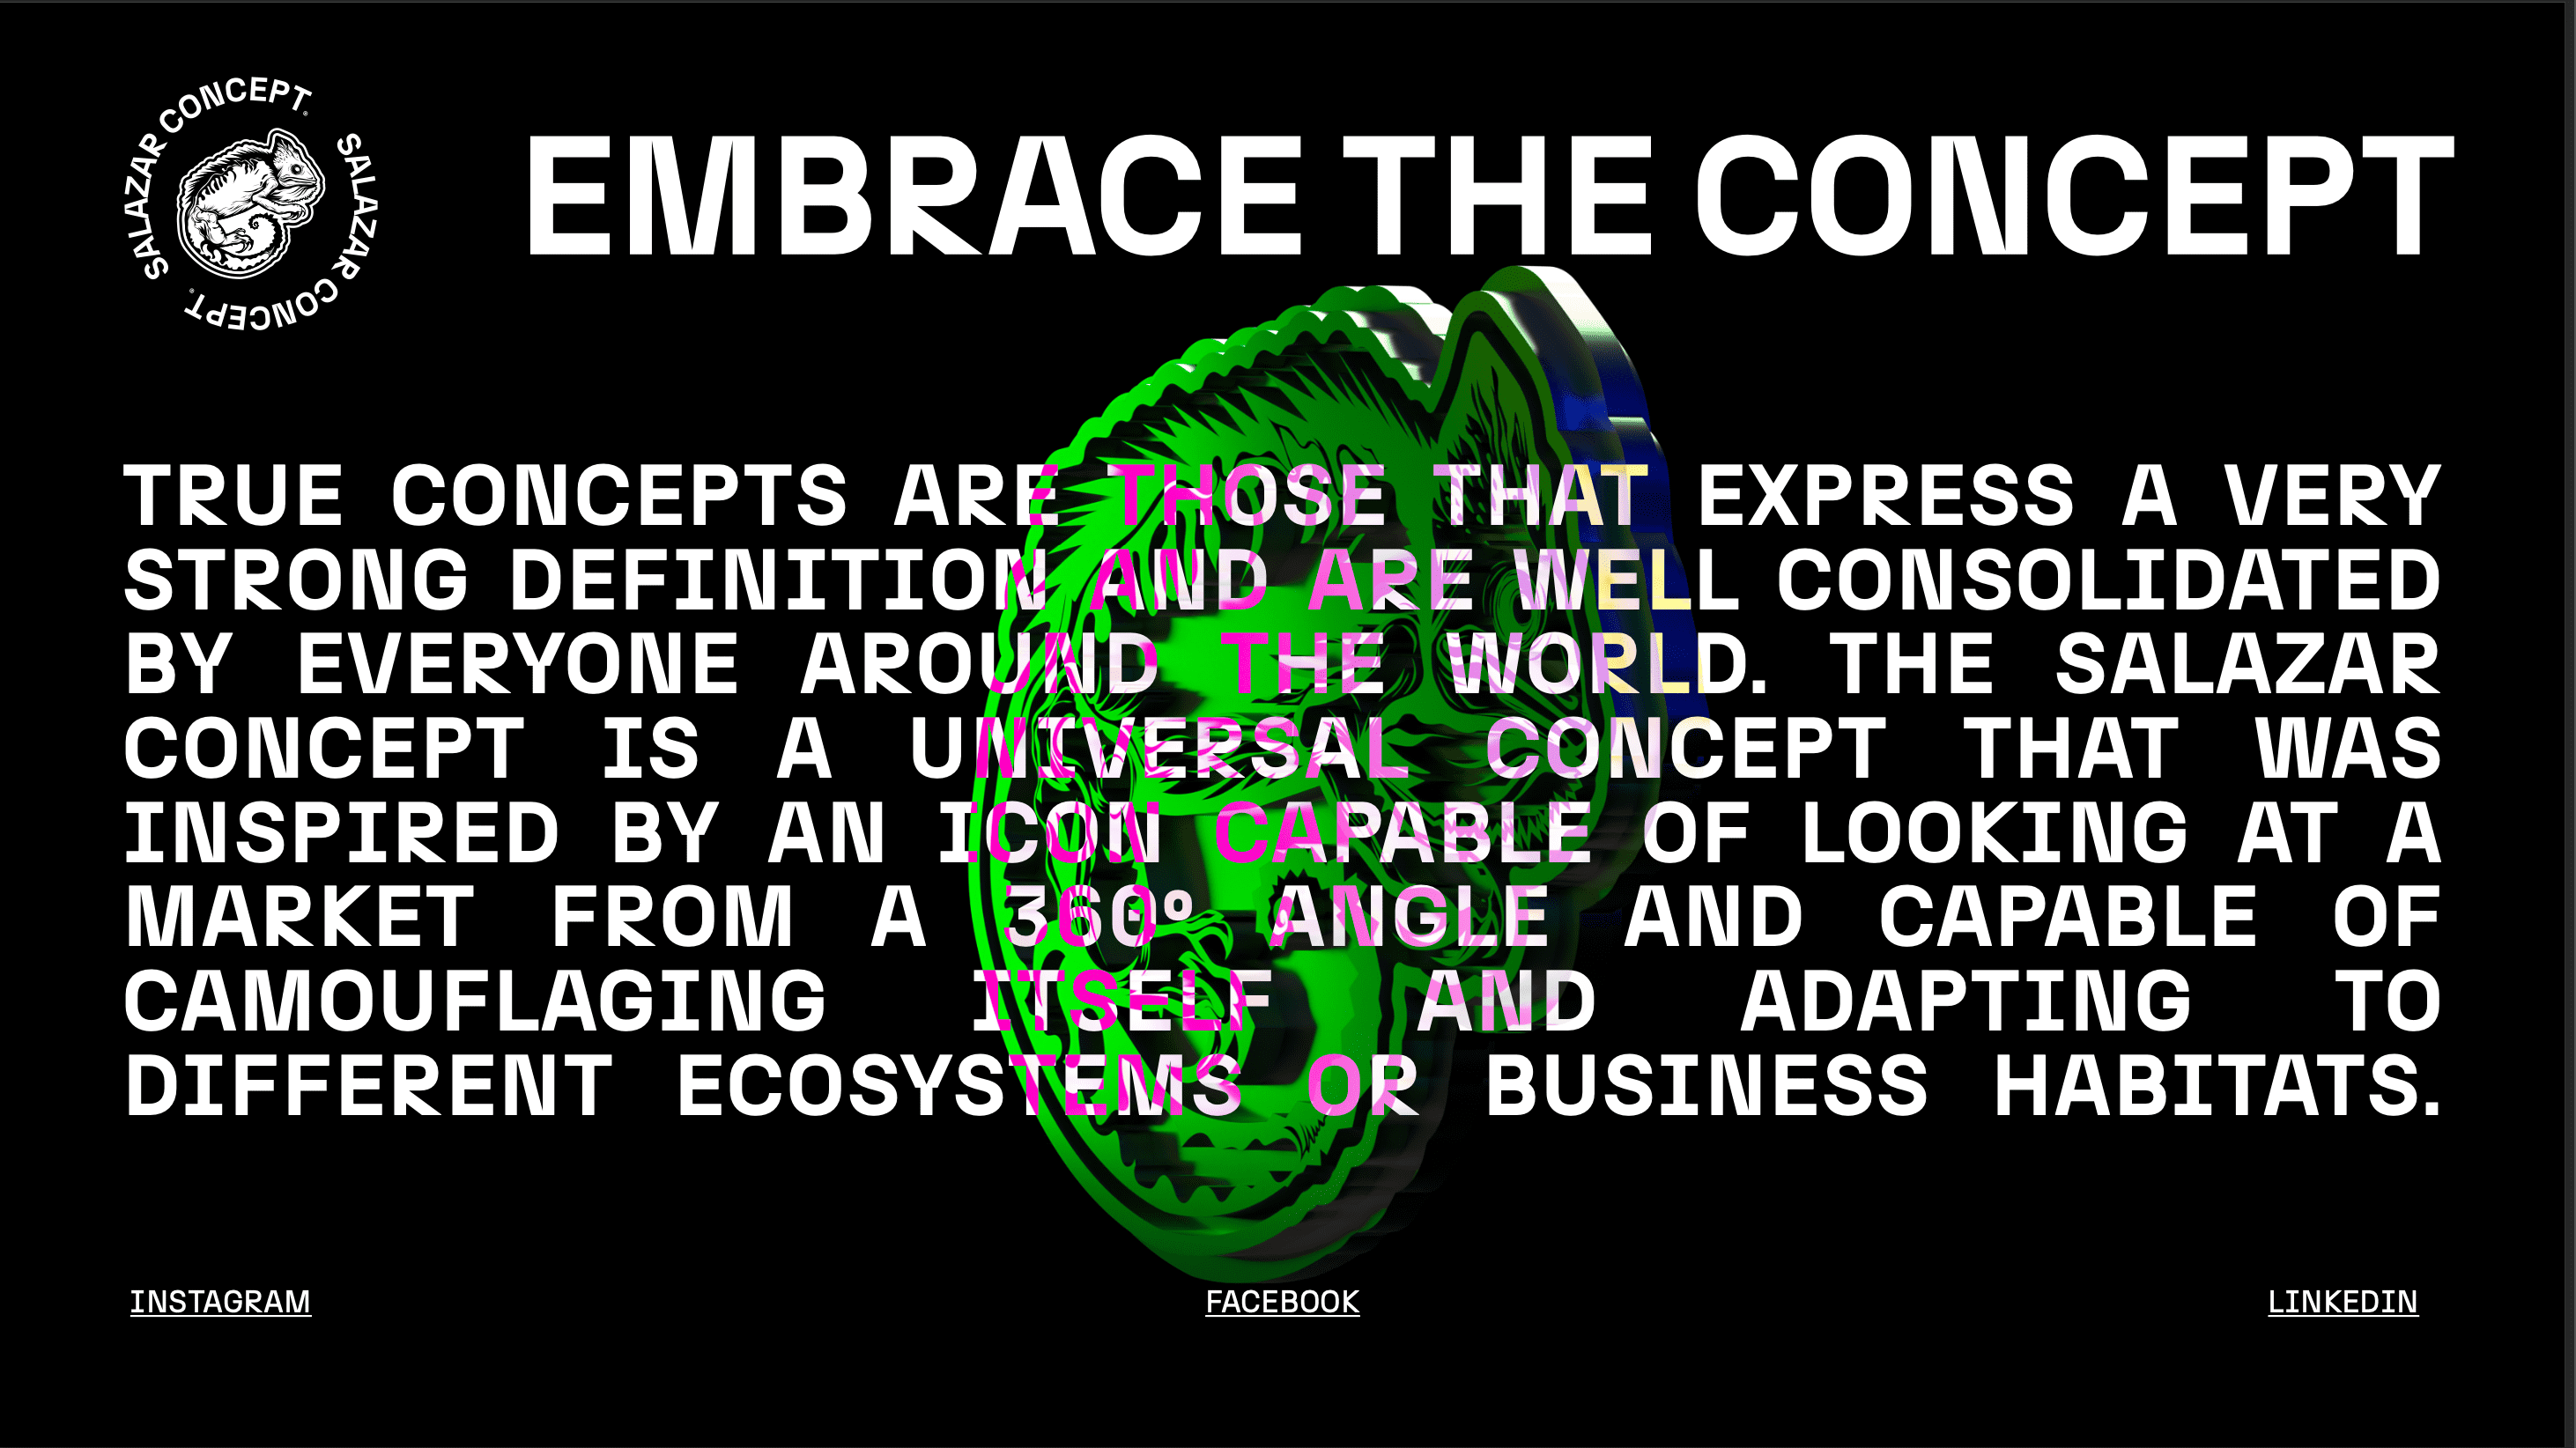 SALAZAR CONCEPT.
SALAZAR CONCEPT.
EMBRACE THE CONCEPT
TRUE CONCEPTS ARE THOSE THAT EXPRESS A VERY
STRONG DEFINITION AND ARE WELL CONSOLIDATED
BY EVERYONE AROUND THE WORLD. THE SALAZAR
CONCEPT IS A UNIVERSAL CONCEPT THAT WAS
INSPIRED BY AN ICON CAPABLE OF LOOKING AT A
MARKET FROM A 360º ANGLE AND CAPABLE OF
CAMOUFLAGING ITSELF AND ADAPTING TO
DIFFERENT ECOSYSTEMS OR BUSINESS HABITATS.
INSTAGRAM
FACEBOOK
LINKEDIN